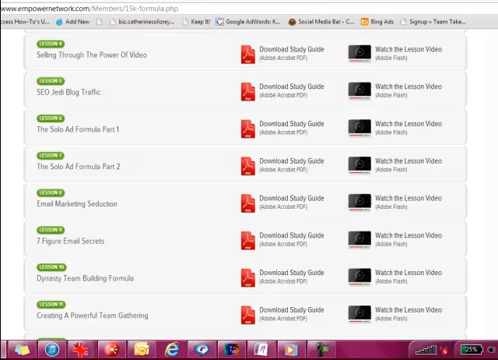 www.empowernetwork.com/Members/15k-formula.php
ccess How-To's U...
Add New
bic.catherinesoforey...
Keep It!
Google AdWords: K...
Social Media Bar - C...
Bing Ads
Signup « Team Take...
LESSON 4
Selling Through The Power Of Video
Download Study Guide
(Adobe Acrobat PDF)
Watch the Lesson Video
(Adobe Flash)
LESSON 5
SEO Jedi Blog Traffic
Download Study Guide
(Adobe Acrobat PDF)
Watch the Lesson Video
(Adobe Flash)
LESSON 6
The Solo Ad Formula Part 1
Download Study Guide
(Adobe Acrobat PDF)
Watch the Lesson Video
(Adobe Flash)
LESSON 7
The Solo Ad Formula Part 2
Download Study Guide
(Adobe Acrobat PDF)
Watch the Lesson Video
(Adobe Flash)
LESSON 8
Email Marketing Seduction
Download Study Guide
(Adobe Acrobat PDF)
Watch the Lesson Video
(Adobe Flash)
LESSON 9
7 Figure Email Secrets
Download Study Guide
(Adobe Acrobat PDF)
Watch the Lesson Video
(Adobe Flash)
LESSON 10
Dynasty Team Building Formula
Download Study Guide
(Adobe Acrobat PDF)
Watch the Lesson Video
(Adobe Flash)
LESSON 11
Creating A Powerful Team Gathering
Download Study Guide
(Adobe Acrobat PDF)
Watch the Lesson Video
(Adobe Flash)
25%